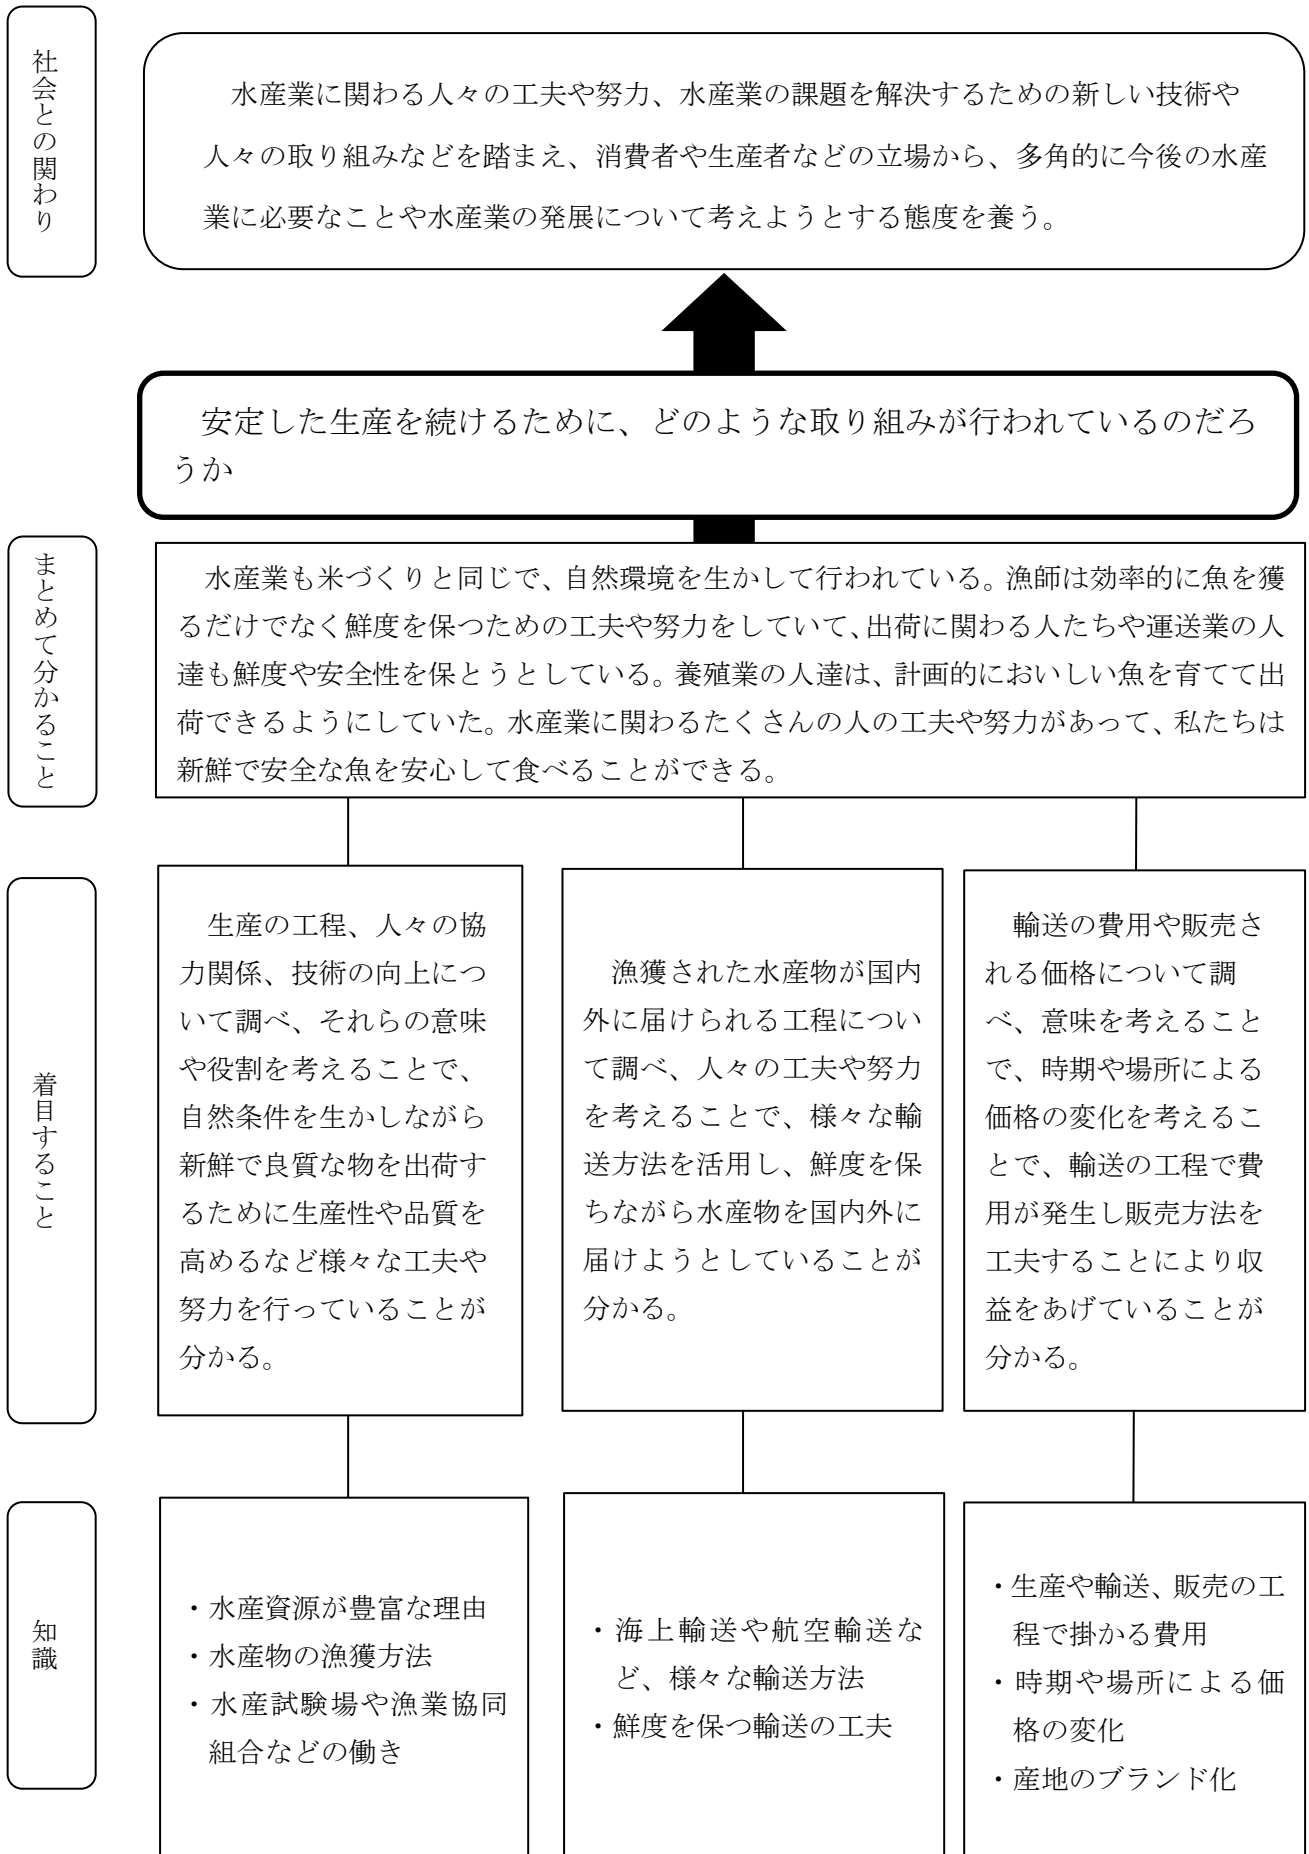 社会との関わり
　水産業に関わる人々の工夫や努力、水産業の課題を解決するための新しい技術や
人々の取り組みなどを踏まえ、消費者や生産者などの立場から、多角的に今後の水産
業に必要なことや水産業の発展について考えようとする態度を養う。
　安定した生産を続けるために、どのような取り組みが行われているのだろ
うか
まとめて分かること
　水産業も米づくりと同じで、自然環境を生かして行われている。漁師は効率的に魚を獲
るだけでなく鮮度を保つための工夫や努力をしていて、出荷に関わる人たちや運送業の人
達も鮮度や安全性を保とうとしている。養殖業の人達は、計画的においしい魚を育てて出
荷できるようにしていた。水産業に関わるたくさんの人の工夫や努力があって、私たちは
新鮮で安全な魚を安心して食べることができる。
着目すること
　生産の工程、人々の協
力関係、技術の向上につ
いて調べ、それらの意味
や役割を考えることで、
自然条件を生かしながら
新鮮で良質な物を出荷す
るために生産性や品質を
高めるなど様々な工夫や
努力を行っていることが
分かる。
　漁獲された水産物が国内
外に届けられる工程につい
て調べ、人々の工夫や努力
を考えることで、様々な輸
送方法を活用し、鮮度を保
ちながら水産物を国内外に
届けようとしていることが
分かる。
　輸送の費用や販売さ
れる価格について調
べ、意味を考えること
で、時期や場所による
価格の変化を考えるこ
とで、輸送の工程で費
用が発生し販売方法を
工夫することにより収
益をあげていることが
分かる。
知識
・水産資源が豊富な理由
・水産物の漁獲方法
・水産試験場や漁業協同
組合などの働き
・海上輸送や航空輸送な
ど、様々な輸送方法
・鮮度を保つ輸送の工夫
・生産や輸送、販売の工
程で掛かる費用
・時期や場所による価
格の変化
・産地のブランド化